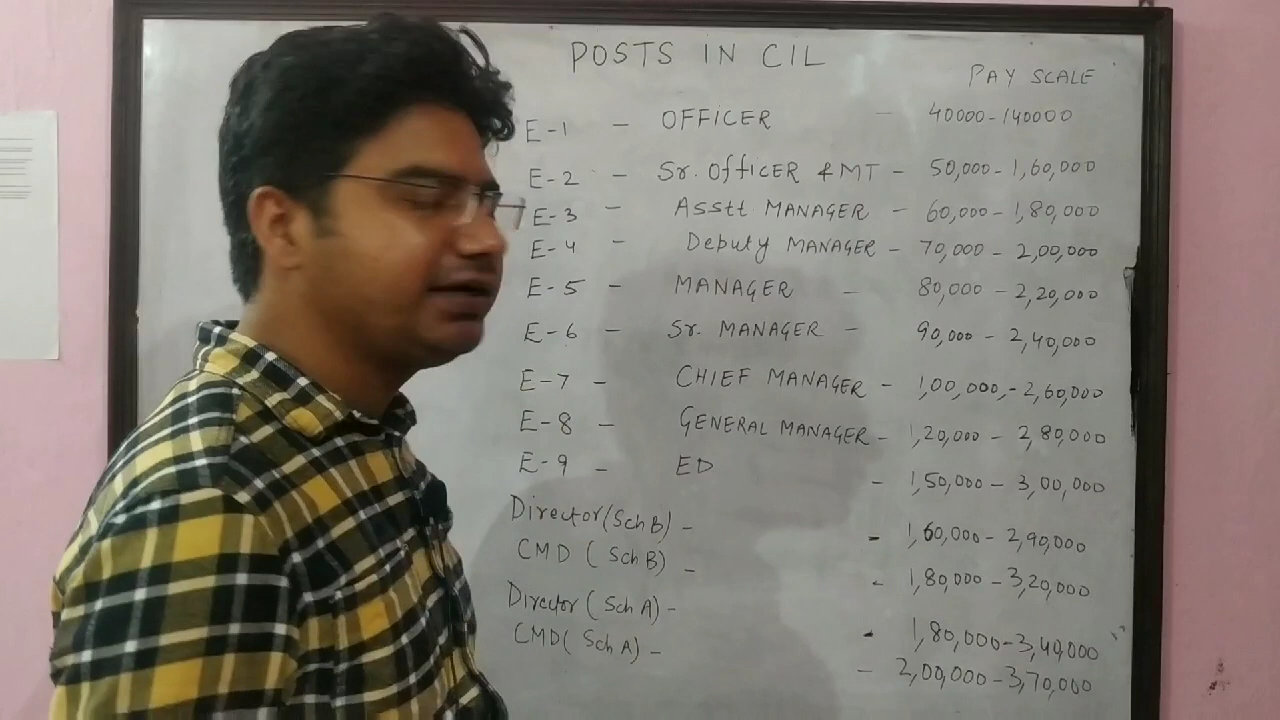 POSTS IN CIL
PAY SCALE
E-1 - OFFICER - 40000-140000
E-2 - Sr. Officer & MT - 50,000 - 1,60,000
E-3 - Asstt MANAGER - 60,000 - 1,80,000
E-4 - Deputy MANAGER - 70,000 - 2,00,000
E-5 - MANAGER - 80,000 - 2,20,000
E-6 - Sr. MANAGER - 90,000 - 2,40,000
E-7 - CHIEF MANAGER - 1,00,000,-2,60,000
E-8 - GENERAL MANAGER - 1,20,000 - 2,80,000
E-9 - ED - 1,50,000 - 3,00,000
Director (Sch B) - - 1,60,000 - 2,90,000
CMD ( Sch B) - - 1,80,000 - 3,20,000
Director ( Sch A) - - 1,80,000-3,40,000
CMD( Sch A) - - 2,00,000 - 3,70,000